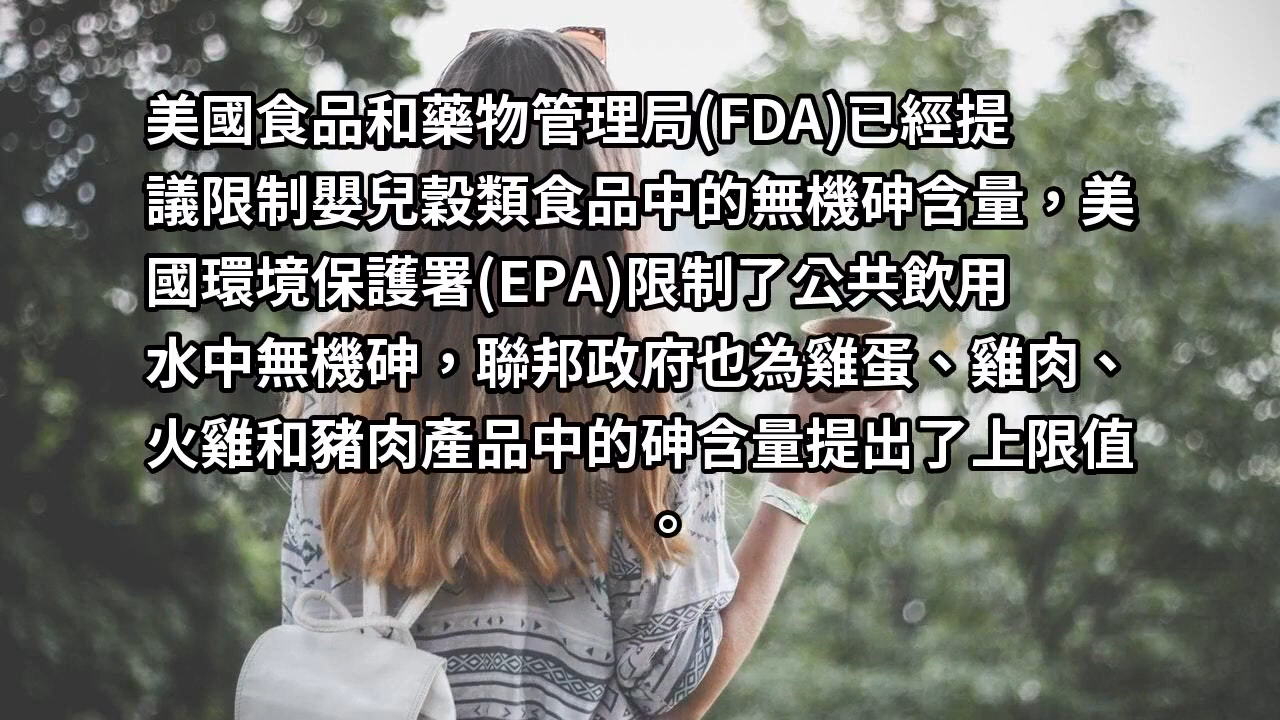 美國食品和藥物管理局(FDA)已經提
議限制嬰兒穀類食品中的無機砷含量，美
國環境保護署(EPA)限制了公共飲用
水中無機砷，聯邦政府也為雞蛋、雞肉、
火雞和豬肉產品中的砷含量提出了上限值
。